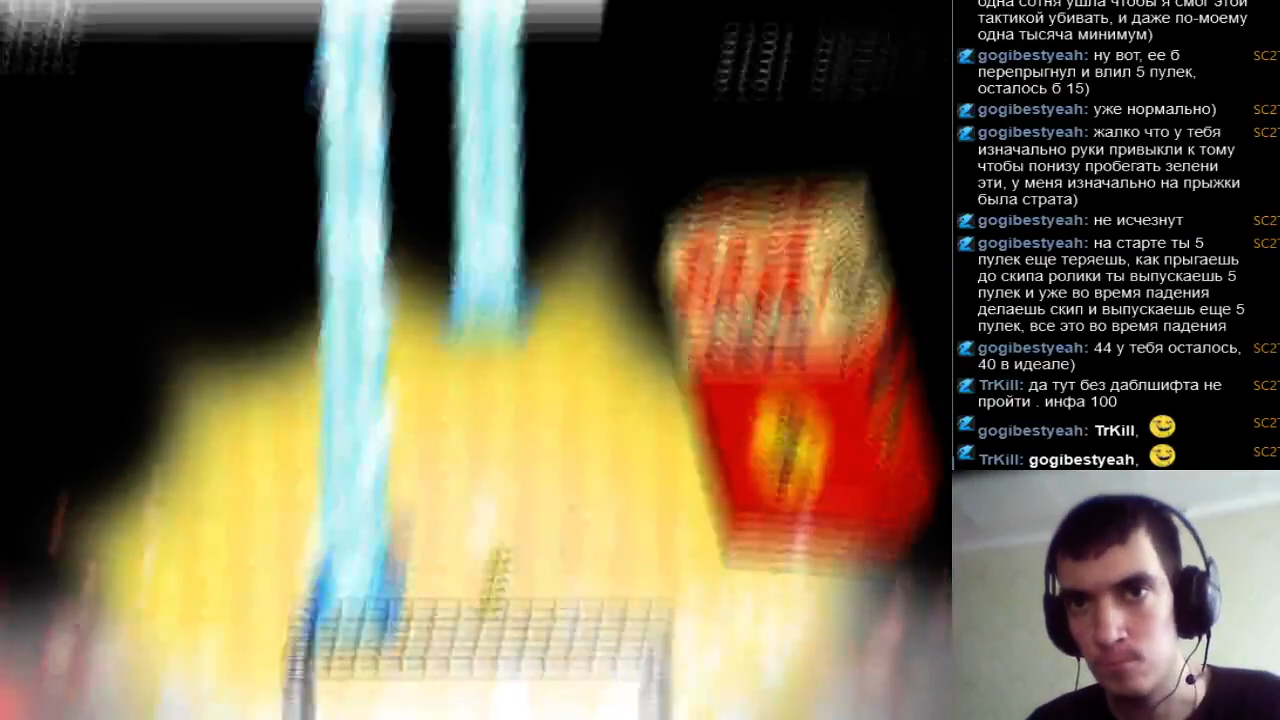 одна сотня ушла чтобы я смог этой
тактикой убивать, и даже по-моему
одна тысяча минимум)
gogibestyeah: ну вот, ее б
перепрыгнул и влил 5 пулек,
осталось б 15)
gogibestyeah: уже нормально)
gogibestyeah: жалко что у тебя
изначально руки привыкли к тому
чтобы понизу пробегать зелени
эти, у меня изначально на прыжки
была страта)
gogibestyeah: не исчезнут
gogibestyeah: на старте ты 5
пулек еще теряешь, как прыгаешь
до скипа ролики ты выпускаешь 5
пулек и уже во время падения
делаешь скип и выпускаешь еще 5
пулек, все это во время падения
gogibestyeah: 44 у тебя осталось,
40 в идеале)
TrKill: да тут без даблшифта не
пройти . инфа 100
gogibestyeah: TrKill,
TrKill: gogibestyeah,